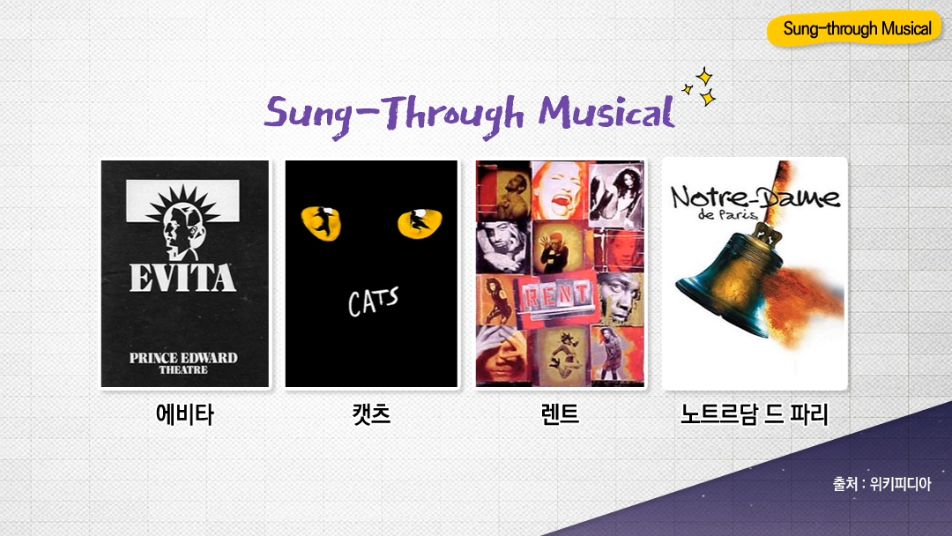 Sung-through Musical
Sung-Through Musical
EVITA
PRINCE EDWARD
THEATRE
CATS
RENT
Notre-Dame
de Paris
에비타
캣츠
렌트
노트르담 드 파리
출처 : 위키피디아